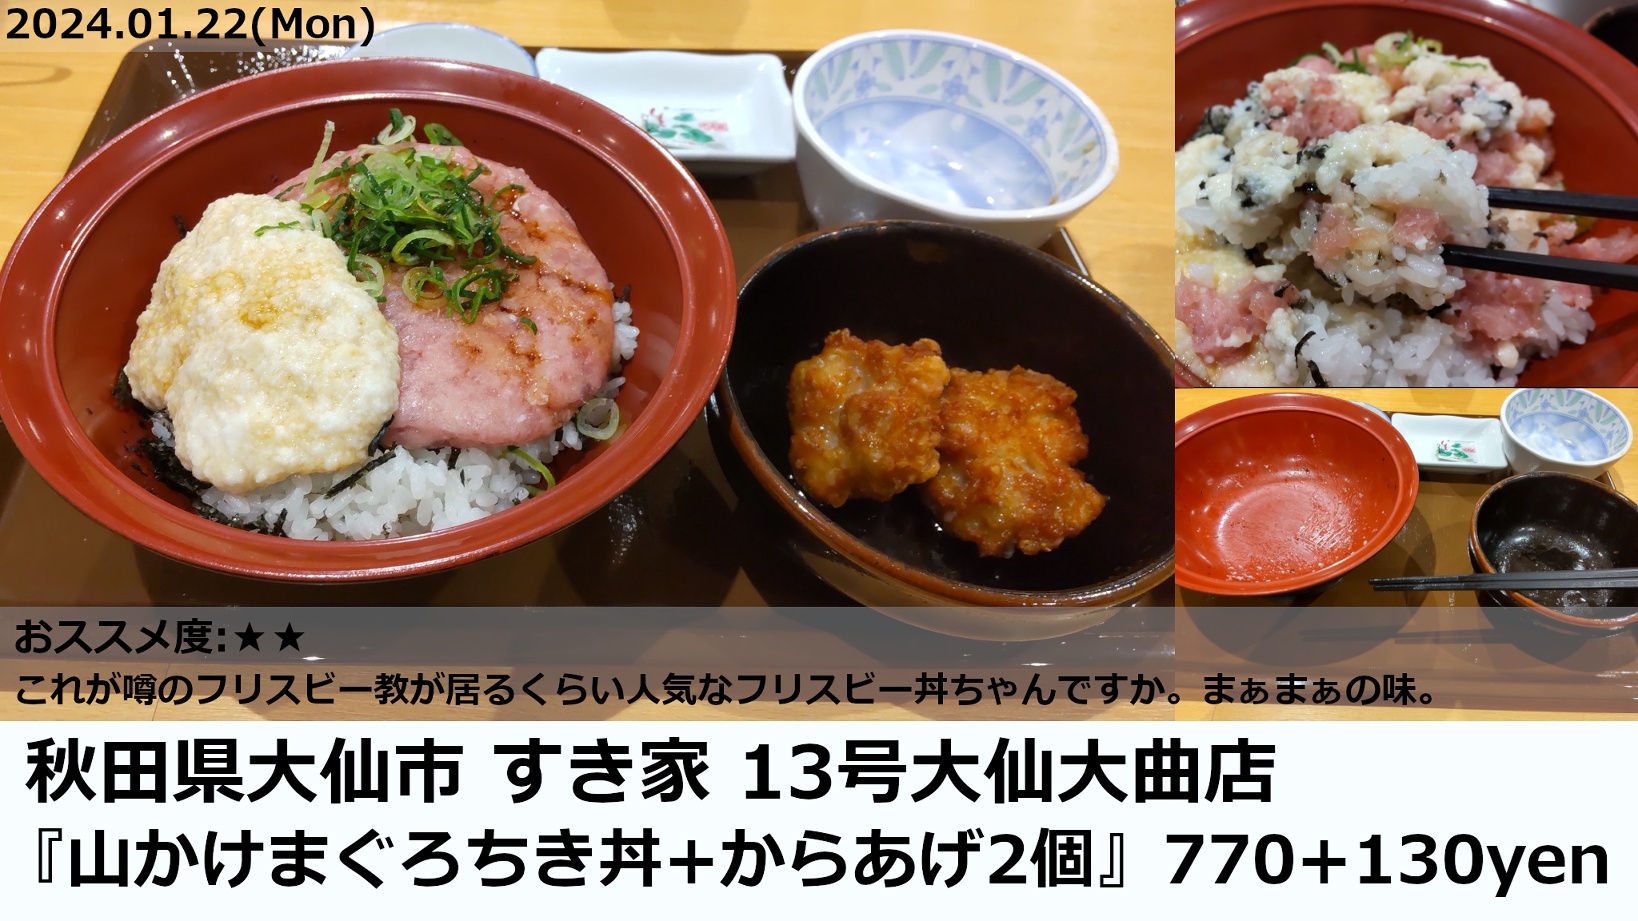 2024.01.22(Mon)
おススメ度:★★
これが噂のフリスビー教が居るくらい人気なフリスビー丼ちゃんですか。まぁまぁの味。
秋田県大仙市 すき家 13号大仙大曲店
『山かけまぐろちき丼+からあげ2個』770+130yen